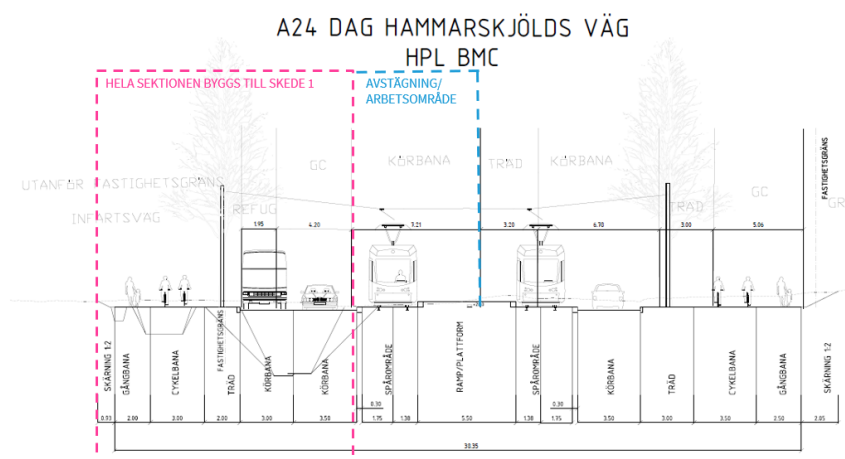 A24 DAG HAMMARSKJÖLDS VÄG
HPL BMC
HELA SEKTIONEN BYGGS TILL SKEDE 1
AVSTÄGNING/
ARBETSOMRÅDE
GC
KÖRBANA
TRÄD
KÖRBANA
UTANFÖR FASTIGHETSGRÄNS
INFARTSVÄG
REFUG
TRÄD
GC
GR
FASTIGHETSGRÄNS
1.95
4.20
7.21
3.20
6.70
3.00
5.06
FASTIGHETSGRÄNS
SKÄRNING 1:2
GÅNGBANA
CYKELBANA
TRÄD
KÖRBANA
KÖRBANA
SPÅROMRÅDE
RAMP/PLATTFORM
SPÅROMRÅDE
KÖRBANA
TRÄD
CYKELBANA
GÅNGBANA
SKÄRNING 1:2
0.30
0.30
0.93
2.00
3.00
2.00
3.00
3.50
1.75
1.38
5.50
1.38
1.75
3.50
3.00
3.50
2.50
2.05
30.35